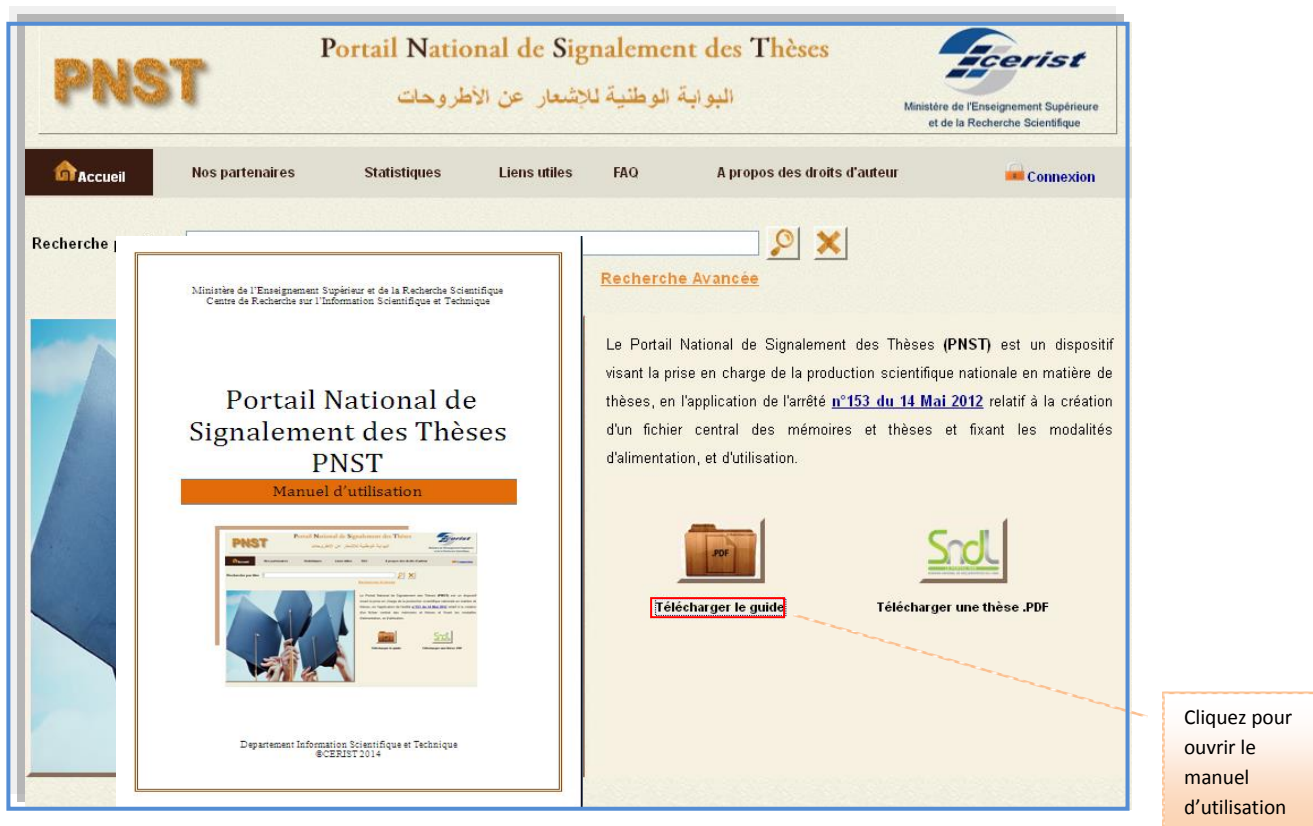 PNST
Portail National de Signalement des Thèses
البوابة الوطنية للإشعار عن الأطروحات
cerist
Ministère de l'Enseignement Supérieure
et de la Recherche Scientifique
Accueil
Nos partenaires
Statistiques
Liens utiles
FAQ
A propos des droits d'auteur
Connexion
Recherche
Recherche Avancée
Ministère de l'Enseignement Supérieur et de la Recherche Scientifique
Centre de Recherche sur l'Information Scientifique et Technique
Portail National de
Signalement des Thèses
PNST
Manuel d'utilisation
PNST
Portail National de Signalement des Thèses
Departement Information Scientifique et Technique
©CERIST 2014
Le Portail National de Signalement des Thèses (PNST) est un dispositif
visant la prise en charge de la production scientifique nationale en matière de
thèses, en l'application de l'arrêté n°153 du 14 Mai 2012 relatif à la création
d'un fichier central des mémoires et thèses et fixant les modalités
d'alimentation, et d'utilisation.
.PDF
Sndl
Télécharger le guide
Télécharger une thèse .PDF
Cliquez pour
ouvrir le
manuel
d'utilisation